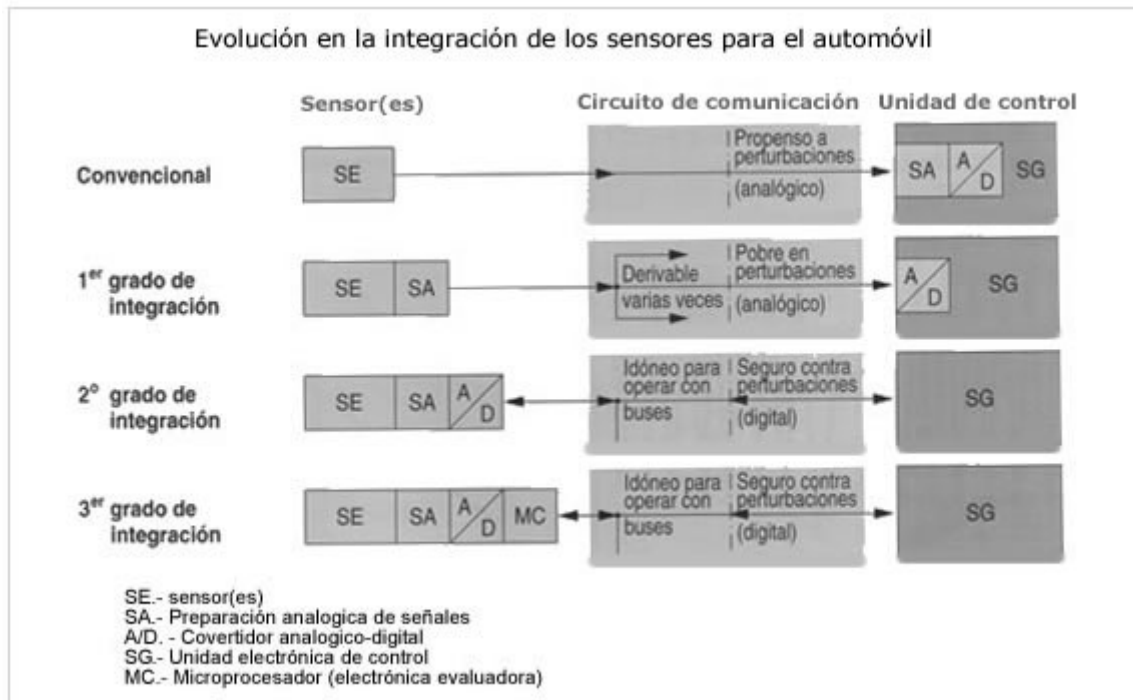 Evolución en la integración de los sensores para el automóvil
Sensor(es)
Circuito de comunicación
Unidad de control
Convencional
SE
Propenso a
perturbaciones
(analógico)
SA
A
D
SG
1er grado de
integración
SE
SA
Derivable
varias veces
Pobre en
perturbaciones
(analógico)
A
D
SG
2o grado de
integración
SE
SA
A
D
Idóneo para
operar con
buses
Seguro contra
perturbaciones
(digital)
SG
3er grado de
integración
SE
SA
A
D
MC
Idóneo para
operar con
buses
Seguro contra
perturbaciones
(digital)
SG
SE.- sensor(es)
SA.- Preparación analogica de señales
A/D. - Covertidor analogico-digital
SG.- Unidad electrónica de control
MC.- Microprocesador (electrónica evaluadora)